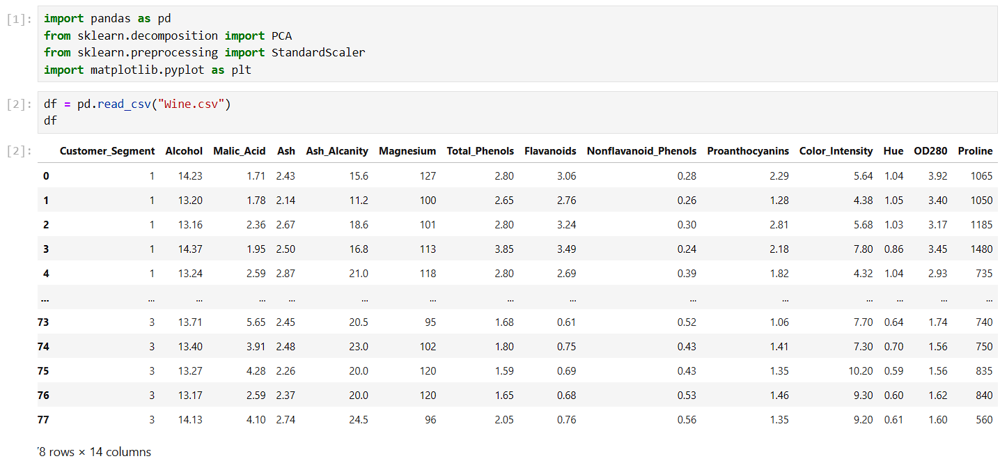 [1]: import pandas as pd
from sklearn.decomposition import PCA
from sklearn.preprocessing import StandardScaler
import matplotlib.pyplot as plt
[2]: df = pd.read_csv("Wine.csv")
df
[2]: Customer_Segment Alcohol Malic_Acid Ash Ash_Alcanity Magnesium Total_Phenols Flavanoids Nonflavanoid_Phenols Proanthocyanins Color_Intensity Hue OD280 Proline
0 1 14.23 1.71 2.43 15.6 127 2.80 3.06 0.28 2.29 5.64 1.04 3.92 1065
1 1 13.20 1.78 2.14 11.2 100 2.65 2.76 0.26 1.28 4.38 1.05 3.40 1050
2 1 13.16 2.36 2.67 18.6 101 2.80 3.24 0.30 2.81 5.68 1.03 3.17 1185
3 1 14.37 1.95 2.50 16.8 113 3.85 3.49 0.24 2.18 7.80 0.86 3.45 1480
4 1 13.24 2.59 2.87 21.0 118 2.80 2.69 0.39 1.82 4.32 1.04 2.93 735
... ... ... ... ... ... ... ... ... ... ... ... ... ... ...
73 3 13.71 5.65 2.45 20.5 95 1.68 0.61 0.52 1.06 7.70 0.64 1.74 740
74 3 13.40 3.91 2.48 23.0 102 1.80 0.75 0.43 1.41 7.30 0.70 1.56 750
75 3 13.27 4.28 2.26 20.0 120 1.59 0.69 0.43 1.35 10.20 0.59 1.56 835
76 3 13.17 2.59 2.37 20.0 120 1.65 0.68 0.53 1.46 9.30 0.60 1.62 840
77 3 14.13 4.10 2.74 24.5 96 2.05 0.76 0.56 1.35 9.20 0.61 1.60 560
8 rows × 14 columns